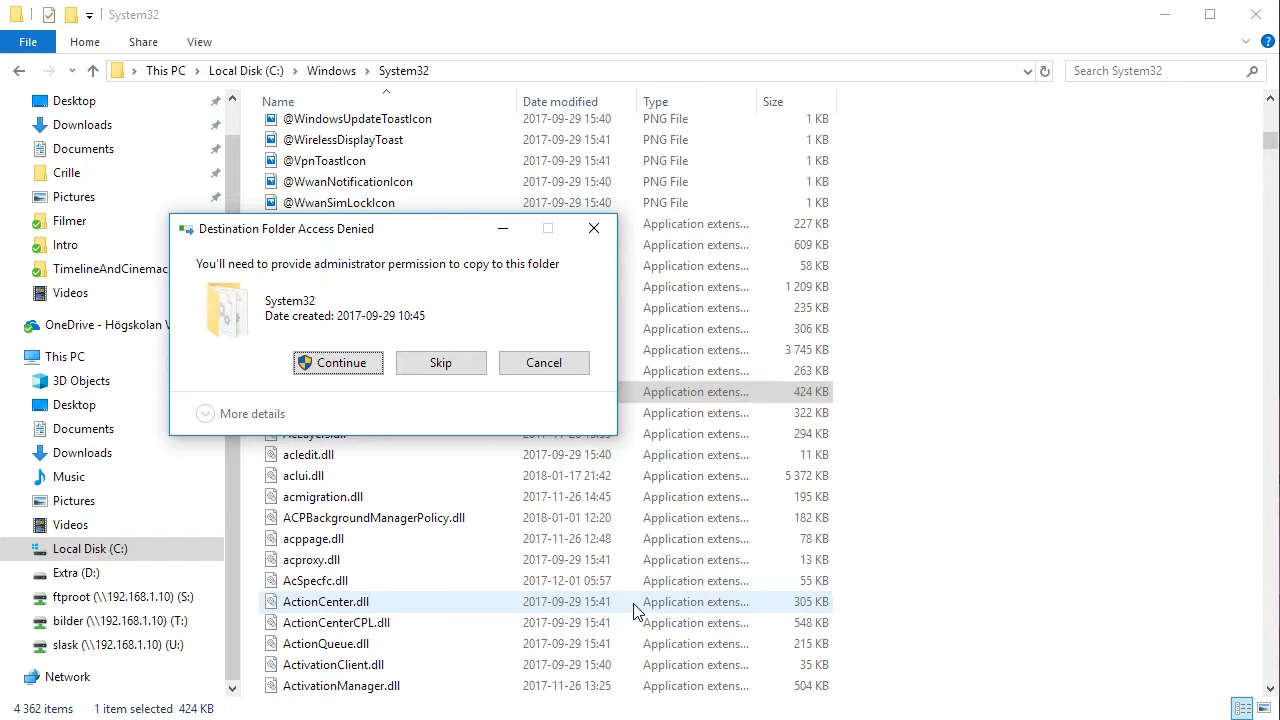 System32
File Home Share View
This PC Local Disk (C:) Windows System32
Search System32
Name Date modified Type Size
Desktop
Downloads
Documents
Crille
Pictures
Filmer
Intro
TimelineAndCinemac
Videos
OneDrive - Högskolan V
This PC
3D Objects
Desktop
Documents
Downloads
Music
Pictures
Videos
Local Disk (C:)
Extra (D:)
ftproot (\\192.168.1.10) (S:)
bilder (\\192.168.1.10) (T:)
slask (\\192.168.1.10) (U:)
Network
@WindowsUpdateToastIcon 2017-09-29 15:40 PNG File 1 KB
@WirelessDisplayToast 2017-09-29 15:41 PNG File 1 KB
@VpnToastIcon 2017-09-29 15:41 PNG File 1 KB
@WwanNotificationIcon 2017-09-29 15:40 PNG File 1 KB
@WwanSimLockIcon 2017-09-29 15:40 PNG File 1 KB
Application extens... 227 KB
Application extens... 609 KB
Application extens... 58 KB
Application extens... 1 209 KB
Application extens... 235 KB
Application extens... 306 KB
Application extens... 3 745 KB
Application extens... 263 KB
Application extens... 424 KB
Application extens... 322 KB
Application extens... 294 KB
acledit.dll 2017-09-29 15:40 Application extens... 11 KB
aclui.dll 2018-01-17 21:42 Application extens... 5 372 KB
acmigration.dll 2017-11-26 14:45 Application extens... 195 KB
ACPBackgroundManagerPolicy.dll 2018-01-01 12:20 Application extens... 182 KB
acppage.dll 2017-11-26 12:48 Application extens... 78 KB
acproxy.dll 2017-09-29 15:41 Application extens... 13 KB
AcSpecfc.dll 2017-12-01 05:57 Application extens... 55 KB
ActionCenter.dll 2017-09-29 15:41 Application extens... 305 KB
ActionCenterCPL.dll 2017-09-29 15:41 Application extens... 548 KB
ActionQueue.dll 2017-09-29 15:41 Application extens... 215 KB
ActivationClient.dll 2017-09-29 15:40 Application extens... 35 KB
ActivationManager.dll 2017-11-26 13:25 Application extens... 504 KB
Destination Folder Access Denied
You'll need to provide administrator permission to copy to this folder
System32
Date created: 2017-09-29 10:45
Continue Skip Cancel
More details
4 362 items 1 item selected 424 KB